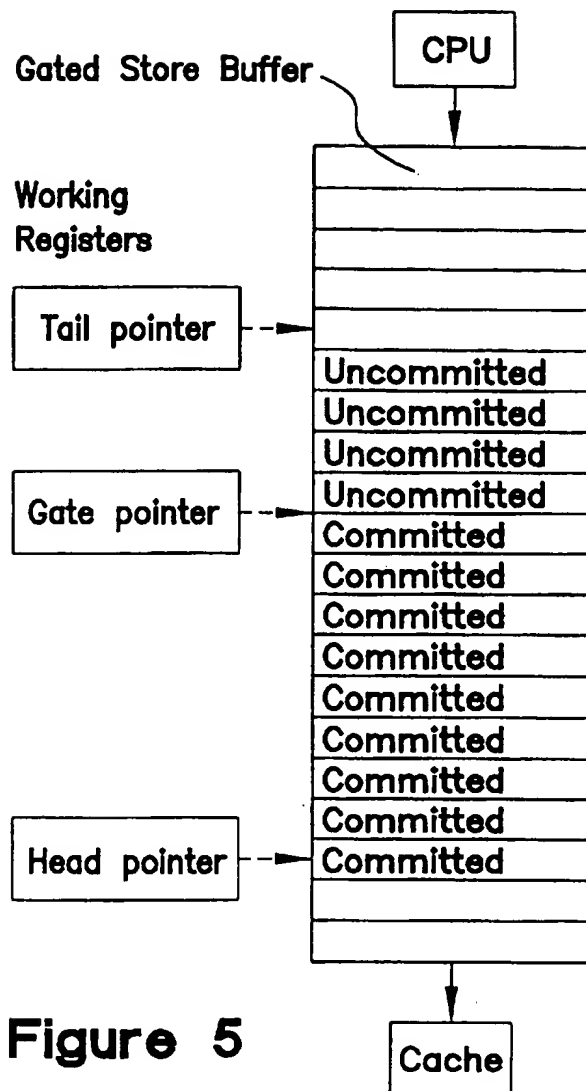 CPU
Gated Store Buffer
Working
Registers
Tail pointer
Uncommitted
Uncommitted
Uncommitted
Uncommitted
Gate pointer
Committed
Committed
Committed
Committed
Committed
Committed
Committed
Committed
Head pointer
Committed
Figure 5
Cache